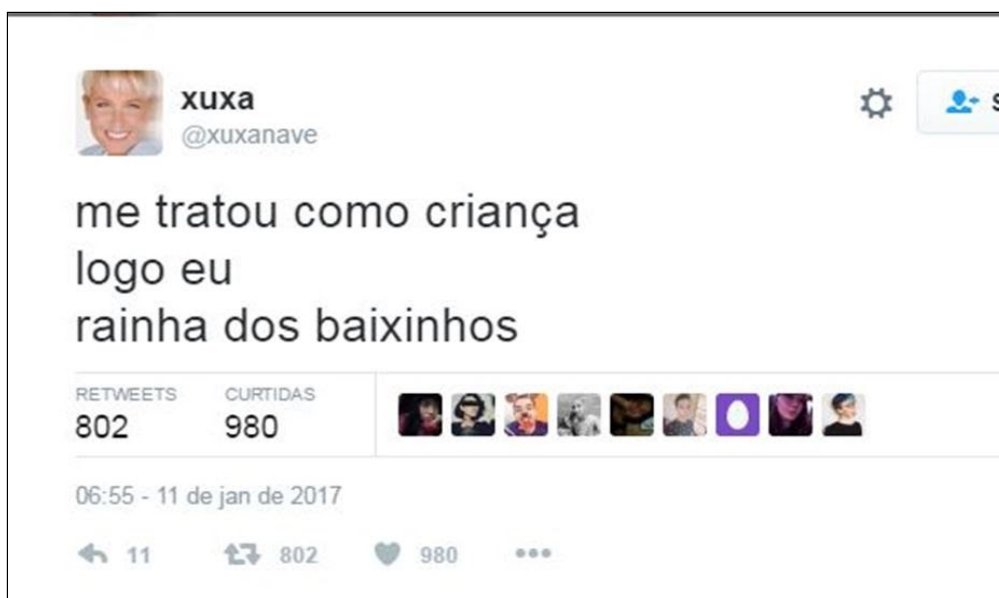 xuxa
@xuxanave
me tratou como criança
logo eu
rainha dos baixinhos
RETWEETS CURTIDAS
802 980
06:55 - 11 de jan de 2017
11 802 980